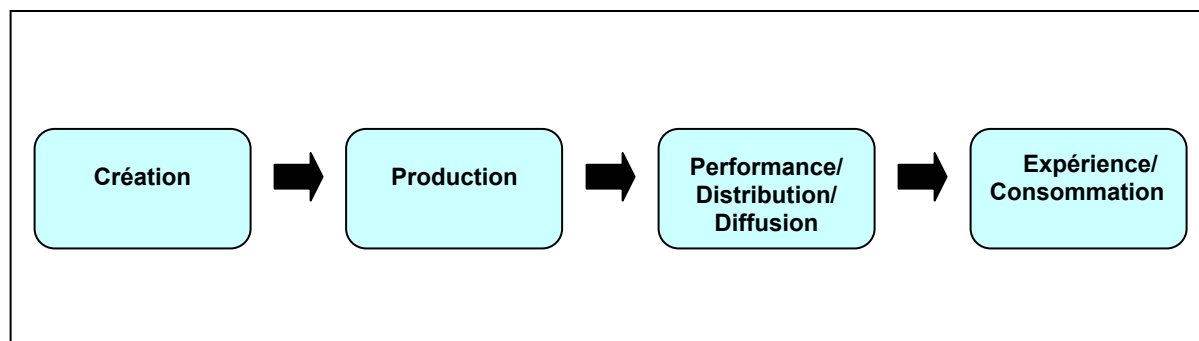 Création
Production
Performance/
Distribution/
Diffusion
Expérience/
Consommation